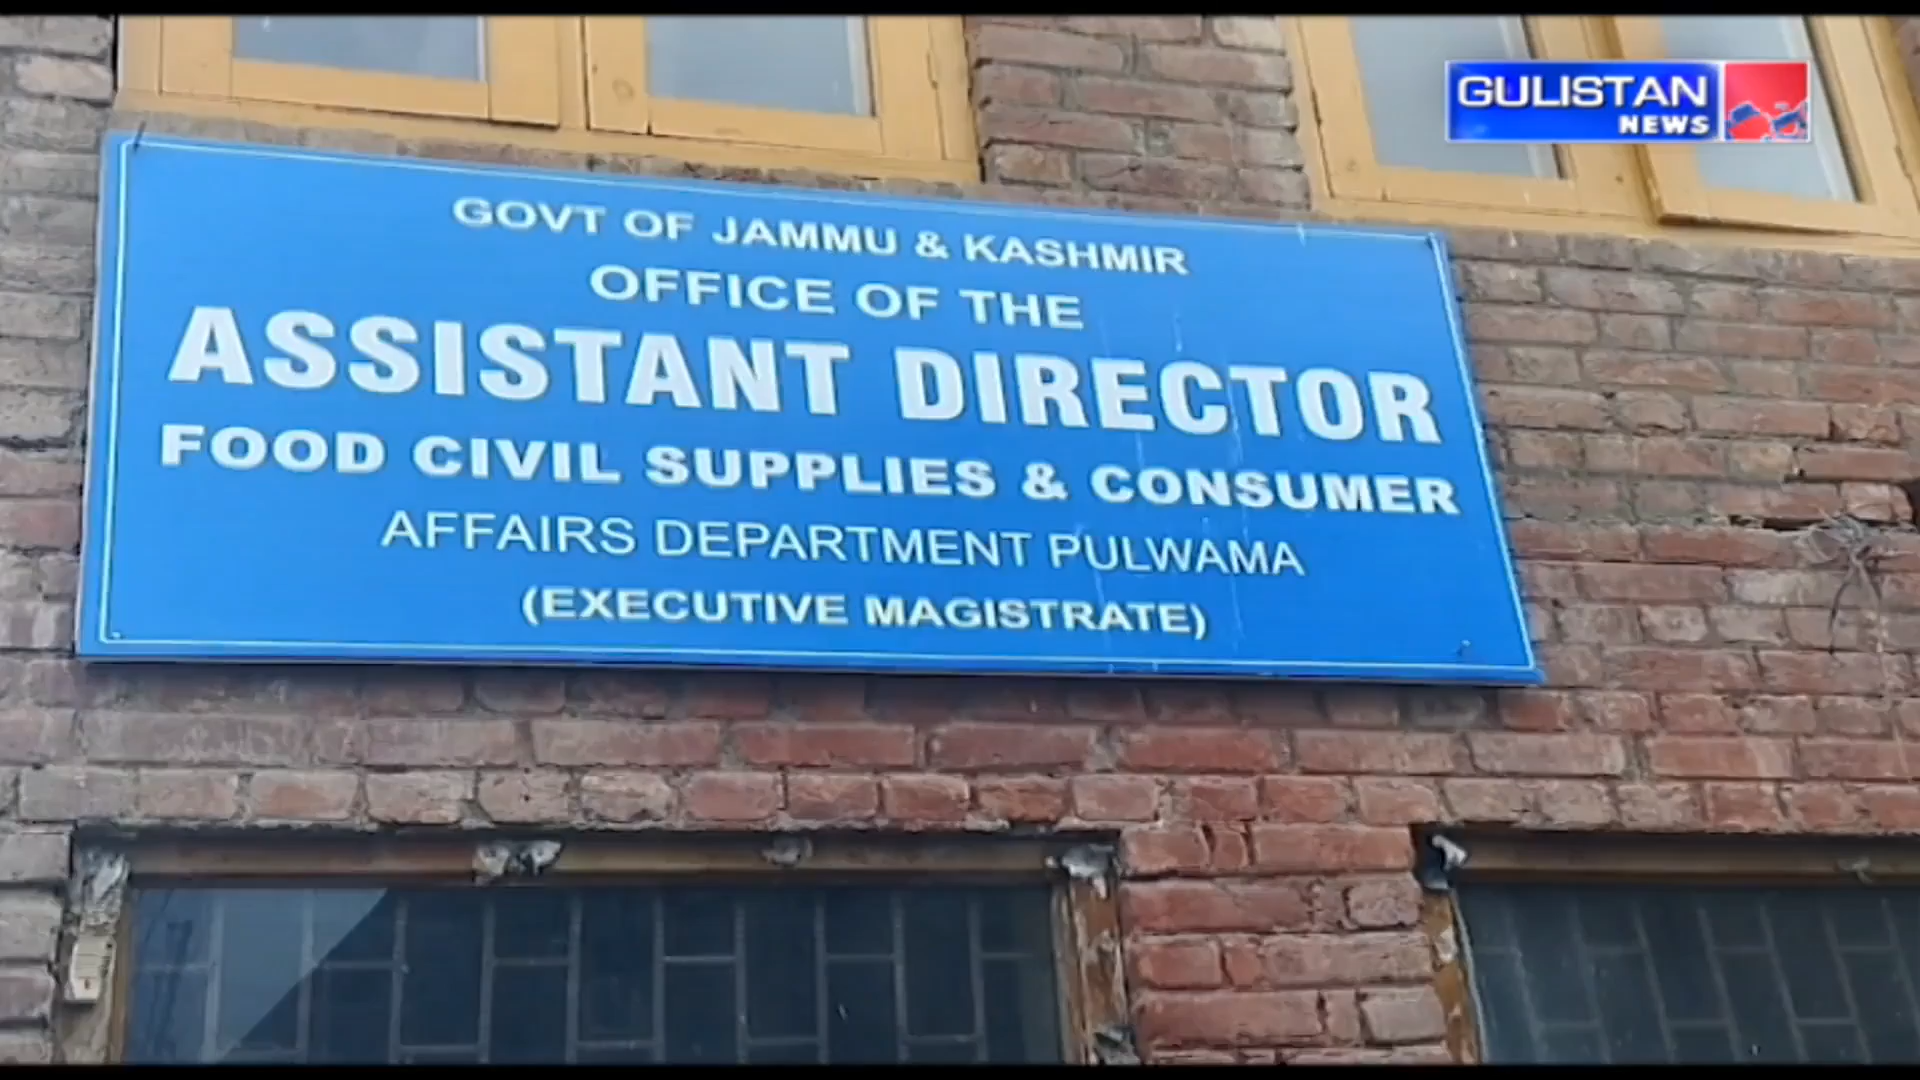 GULISTAN
NEWS
GOVT OF JAMMU & KASHMIR
OFFICE OF THE
ASSISTANT DIRECTOR
FOOD CIVIL SUPPLIES & CONSUMER
AFFAIRS DEPARTMENT PULWAMA
(EXECUTIVE MAGISTRATE)